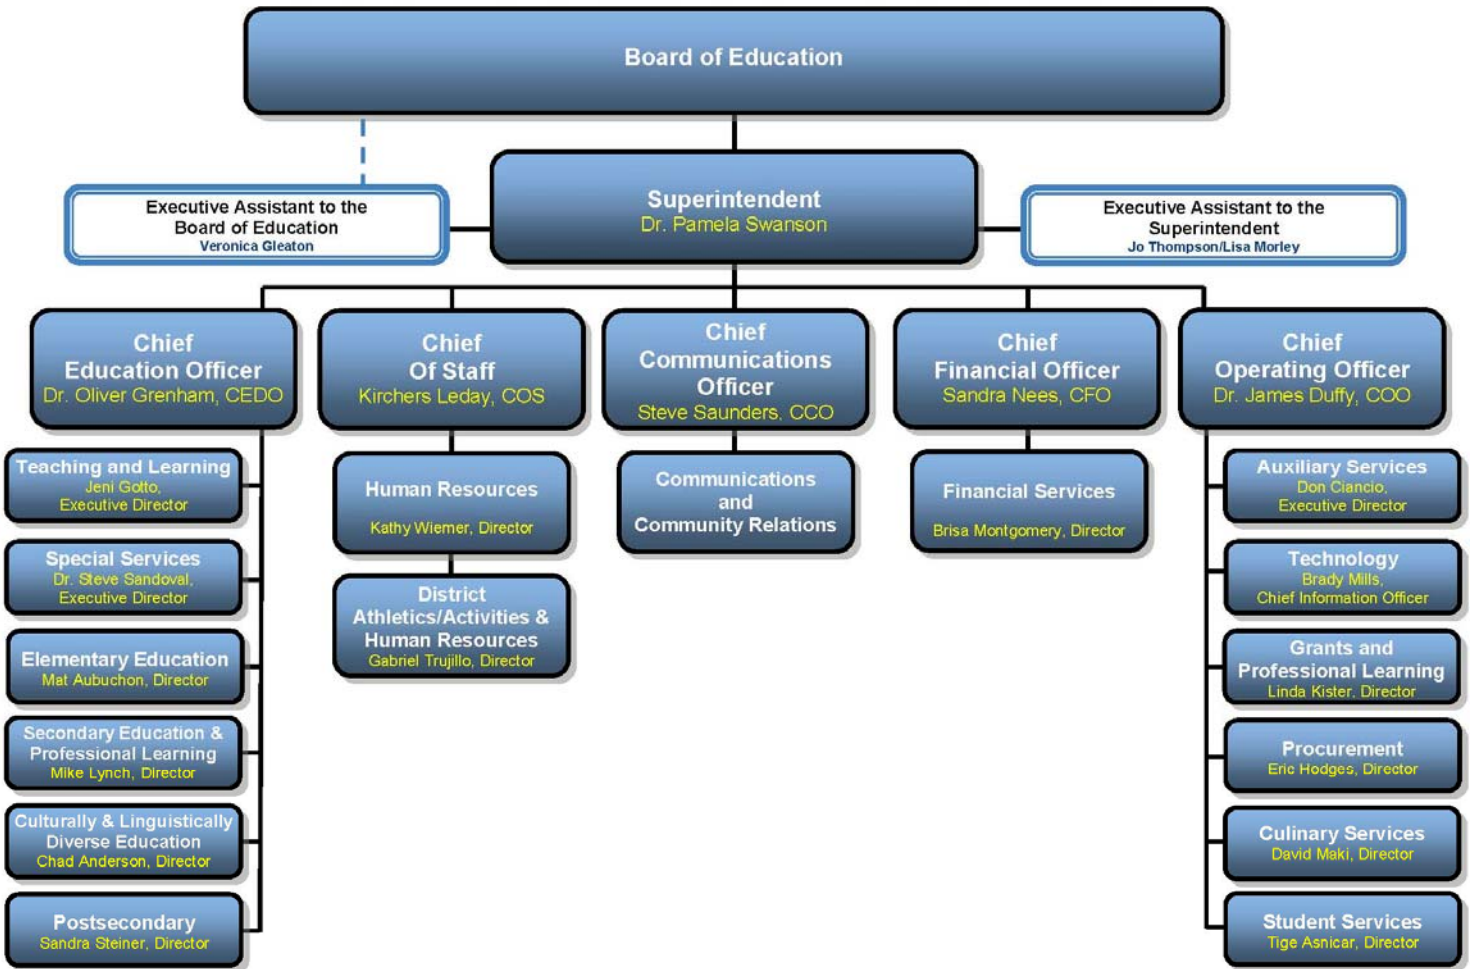 Board of Education
Superintendent
Dr. Pamela Swanson
Executive Assistant to the
Board of Education
Veronica Gleaton
Executive Assistant to the
Superintendent
Jo Thompson/Lisa Morley
Chief
Education Officer
Dr. Oliver Grenham, CEDO
Chief
Of Staff
Kirchers Leday, COS
Chief
Communications
Officer
Steve Saunders, CCO
Chief
Financial Officer
Sandra Nees, CFO
Chief
Operating Officer
Dr. James Duffy, COO
Teaching and Learning
Jeni Gotto,
Executive Director
Special Services
Dr. Steve Sandoval,
Executive Director
Elementary Education
Mat Aubuchon, Director
Secondary Education &
Professional Learning
Mike Lynch, Director
Culturally & Linguistically
Diverse Education
Chad Anderson, Director
Postsecondary
Sandra Steiner, Director
Human Resources
Kathy Wiemer, Director
District
Athletics/Activities &
Human Resources
Gabriel Trujillo, Director
Communications
and
Community Relations
Financial Services
Brisa Montgomery, Director
Auxiliary Services
Don Ciancio,
Executive Director
Technology
Brady Mills,
Chief Information Officer
Grants and
Professional Learning
Linda Kister, Director
Procurement
Eric Hodges, Director
Culinary Services
David Maki, Director
Student Services
Tige Asnicar, Director